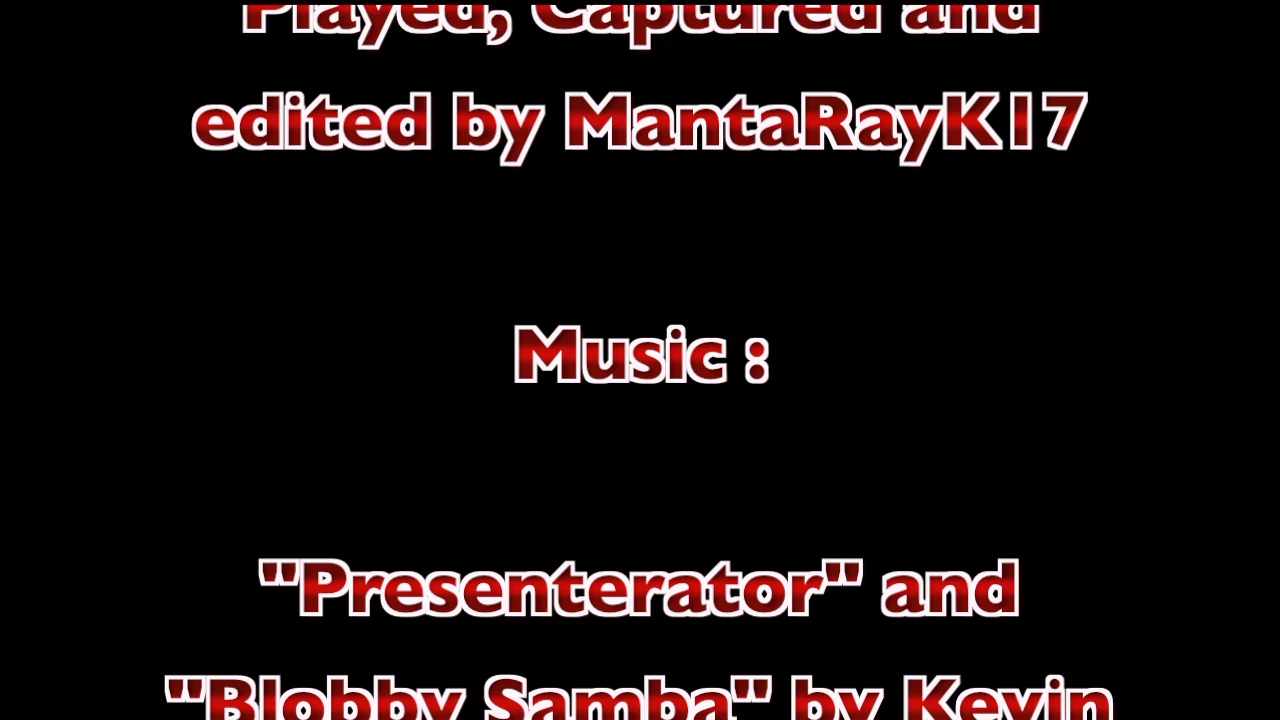 Played, Captured and
edited by MantaRayK17
Music :
"Presenterator" and
"Blobby Samba" by Kevin